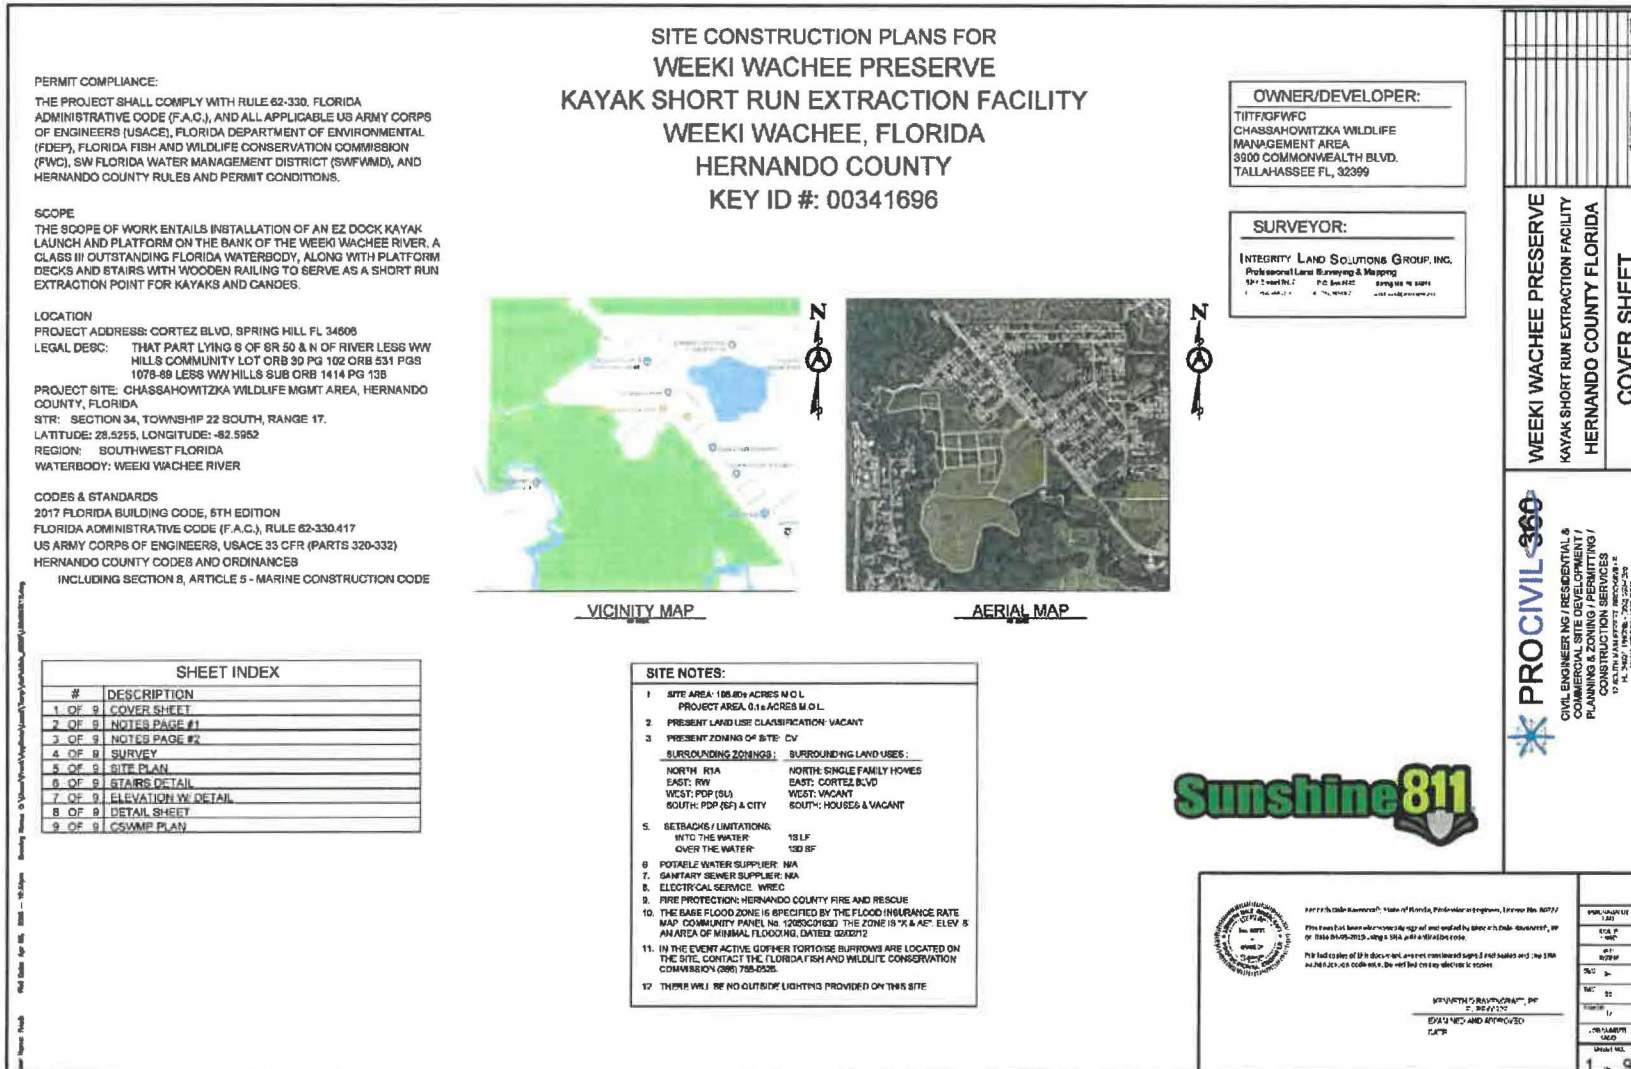 SITE CONSTRUCTION PLANS FOR
WEEKI WACHEE PRESERVE
KAYAK SHORT RUN EXTRACTION FACILITY
WEEKI WACHEE, FLORIDA
HERNANDO COUNTY
KEY ID #: 00341696
PERMIT COMPLIANCE:
THE PROJECT SHALL COMPLY WITH RULE 62-330, FLORIDA
ADMINISTRATIVE CODE (F.A.C.), AND ALL APPLICABLE US ARMY CORPS
OF ENGINEERS (USACE), FLORIDA DEPARTMENT OF ENVIRONMENTAL
(FDEP), FLORIDA FISH AND WILDLIFE CONSERVATION COMMISSION
(FWC), SW FLORIDA WATER MANAGEMENT DISTRICT (SWFWMD), AND
HERNANDO COUNTY RULES AND PERMIT CONDITIONS.
SCOPE
THE SCOPE OF WORK ENTAILS INSTALLATION OF AN EZ DOCK KAYAK
LAUNCH AND PLATFORM ON THE BANK OF THE WEEKI WACHEE RIVER, A
CLASS III OUTSTANDING FLORIDA WATERBODY, ALONG WITH PLATFORM
DECKS AND STAIRS WITH WOODEN RAILING TO SERVE AS A SHORT RUN
EXTRACTION POINT FOR KAYAKS AND CANOES.
LOCATION
PROJECT ADDRESS: CORTEZ BLVD, SPRING HILL FL 34606
LEGAL DESC: THAT PART LYING S OF SR 50 & N OF RIVER LESS WW
HILLS COMMUNITY LOT ORB 30 PG 102 ORB 531 PGS
1078-89 LESS WW HILLS SUB ORB 1414 PG 138
PROJECT SITE: CHASSAHOWITZKA WILDLIFE MGMT AREA, HERNANDO
COUNTY, FLORIDA
STR: SECTION 34, TOWNSHIP 22 SOUTH, RANGE 17.
LATITUDE: 28.5255, LONGITUDE: -82.5952
REGION: SOUTHWEST FLORIDA
WATERBODY: WEEKI WACHEE RIVER
CODES & STANDARDS
2017 FLORIDA BUILDING CODE, 6TH EDITION
FLORIDA ADMINISTRATIVE CODE (F.A.C.), RULE 62-330.417
US ARMY CORPS OF ENGINEERS, USACE 33 CFR (PARTS 320-332)
HERNANDO COUNTY CODES AND ORDINANCES
INCLUDING SECTION 8, ARTICLE 5 - MARINE CONSTRUCTION CODE
SHEET INDEX
# DESCRIPTION
1 OF 9 COVER SHEET
2 OF 9 NOTES PAGE #1
3 OF 9 NOTES PAGE #2
4 OF 9 SURVEY
5 OF 9 SITE PLAN
6 OF 9 STAIRS DETAIL
7 OF 9 ELEVATION W/ DETAIL
8 OF 9 DETAIL SHEET
9 OF 9 CSWMP PLAN
N
VICINITY MAP
N
AERIAL MAP
SITE NOTES:
1 SITE AREA: ACRES M.O.L.
PROJECT AREA 0.1± ACRES M.O.L.
2 PRESENT LAND USE CLASSIFICATION: VACANT
3 PRESENT ZONING OF SITE: CV
SURROUNDING ZONINGS: SURROUNDING LAND USES:
NORTH R1A NORTH: SINGLE FAMILY HOMES
EAST: RW EAST: CORTEZ BLVD
WEST: PDP (SU) WEST: VACANT
SOUTH: PDP (SF) & CITY SOUTH: HOUSES & VACANT
5. SETBACKS / LIMITATIONS:
INTO THE WATER: 13 LF
OVER THE WATER: 130 SF
6 POTABLE WATER SUPPLIER: N/A
7. SANITARY SEWER SUPPLIER: N/A
8. ELECTRICAL SERVICE: WREC
9. FIRE PROTECTION: HERNANDO COUNTY FIRE AND RESCUE
10. THE BASE FLOOD ZONE IS SPECIFIED BY THE FLOOD INSURANCE RATE
MAP, COMMUNITY PANEL No. THE ZONE IS "X & AE", ELEV 8
AN AREA OF MINIMAL FLOODING, DATED: 02/02/12
11. IN THE EVENT ACTIVE GOPHER TORTOISE BURROWS ARE LOCATED ON
THE SITE, CONTACT THE FLORIDA FISH AND WILDLIFE CONSERVATION
COMMISSION
12 THERE WILL BE NO OUTSIDE LIGHTING PROVIDED ON THIS SITE
OWNER/DEVELOPER:
TIITF/GFWFC
CHASSAHOWITZKA WILDLIFE
MANAGEMENT AREA
3900 COMMONWEALTH BLVD.
TALLAHASSEE FL, 32399
SURVEYOR:
INTEGRITY LAND SOLUTIONS GROUP, INC.
Professional Land Surveying & Mapping
Sunshine 811
WEEKI WACHEE PRESERVE
KAYAK SHORT RUN EXTRACTION FACILITY
HERNANDO COUNTY FLORIDA
COVER SHEET
PROCIVIL 360
CIVIL ENGINEERING / RESIDENTIAL &
COMMERCIAL SITE DEVELOPMENT /
PLANNING & ZONING / PERMITTING /
CONSTRUCTION SERVICES
EXAMINED AND APPROVED
DATE
1 9